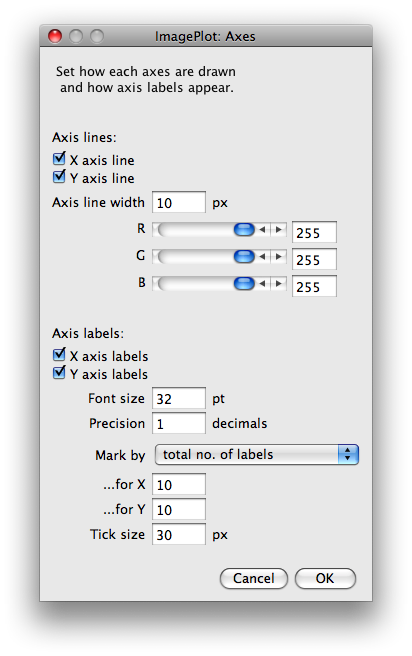 ImagePlot: Axes
Set how each axes are drawn
and how axis labels appear.
Axis lines:
X axis line
Y axis line
Axis line width 10 px
R 255
G 255
B 255
Axis labels:
X axis labels
Y axis labels
Font size 32 pt
Precision 1 decimals
Mark by total no. of labels
...for X 10
...for Y 10
Tick size 30 px
Cancel OK